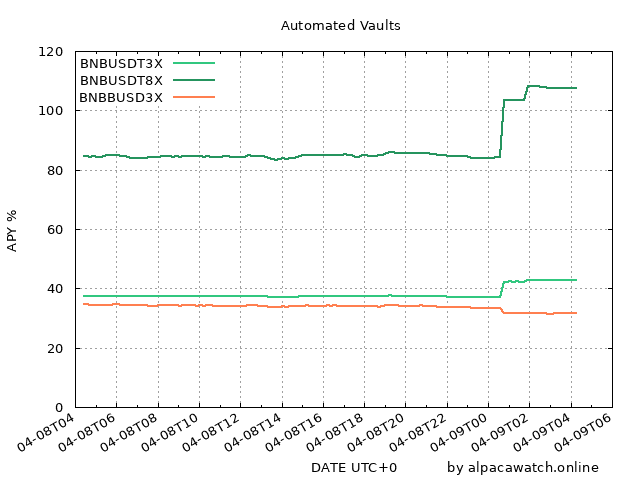 Automated Vaults
120
100
80
60
40
20
0
APY %
BNBUSDT3X
BNBUSDT8X
BNBBUSD3X
04-08T04
04-08T06
04-08T08
04-08T10
04-08T12
04-08T14
04-08T16
04-08T18
04-08T20
04-09T00
04-09T02
04-09T04
04-09T06
DATE UTC+0
by alpacawatch.online